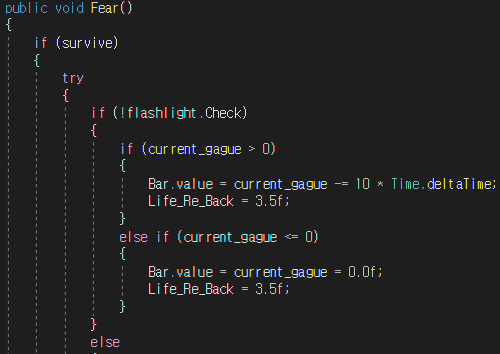 public void Fear()
{
if (survive)
{
try
{
if (!flashlight.Check)
{
if (current_gague > 0)
{
Bar.value = current_gague -= 10 * Time.deltaTime;
Life_Re_Back = 3.5f;
}
else if (current_gague <= 0)
{
Bar.value = current_gague = 0.0f;
Life_Re_Back = 3.5f;
}
}
else